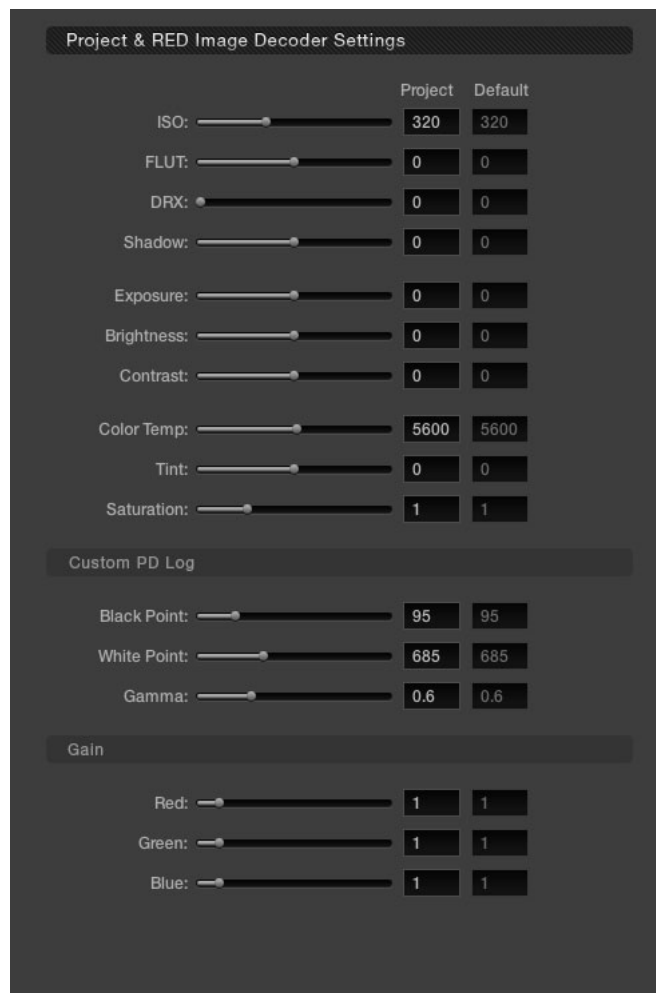 Project & RED Image Decoder Settings
Project Default
ISO: 320 320
FLUT: 0 0
DRX: 0 0
Shadow: 0 0
Exposure: 0 0
Brightness: 0 0
Contrast: 0 0
Color Temp: 5600 5600
Tint: 0 0
Saturation: 1 1
Custom PD Log
Black Point: 95 95
White Point: 685 685
Gamma: 0.6 0.6
Gain
Red: 1 1
Green: 1 1
Blue: 1 1